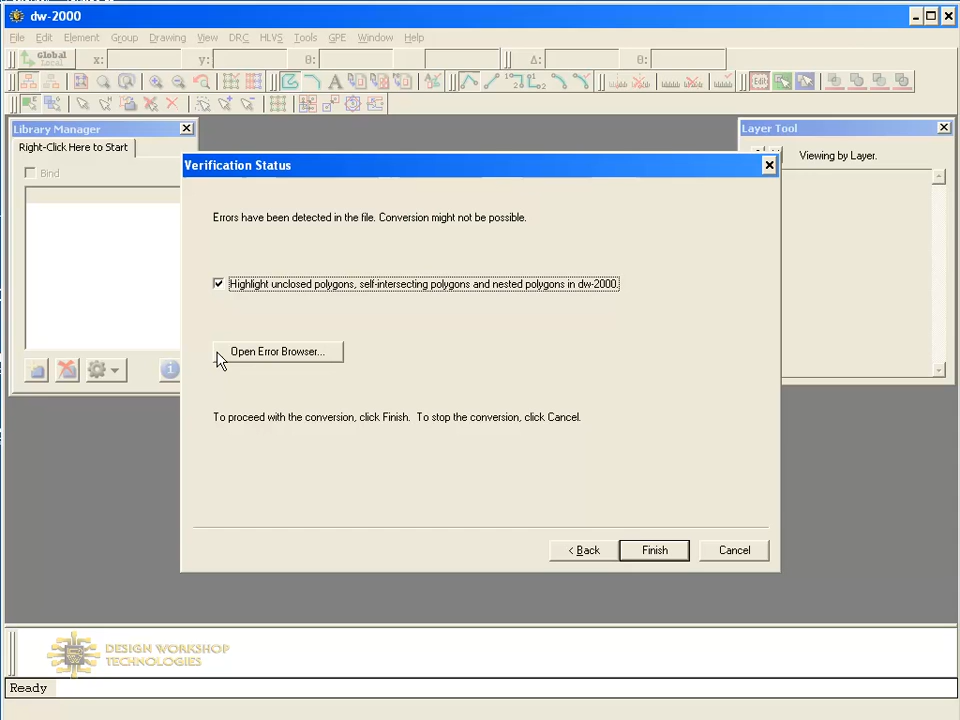 dw-2000
File Edit Element Group Drawing View DRC HLVS Tools GPE Window Help
Global Local x: y: θ: Δ: θ:
Edit
Library Manager
Right-Click Here to Start
Bind
Layer Tool
Viewing by Layer.
Verification Status
Errors have been detected in the file. Conversion might not be possible.
Highlight unclosed polygons, self-intersecting polygons and nested polygons in dw-2000.
Open Error Browser...
To proceed with the conversion, click Finish. To stop the conversion, click Cancel.
< Back Finish Cancel
DESIGN WORKSHOP
TECHNOLOGIES
Ready